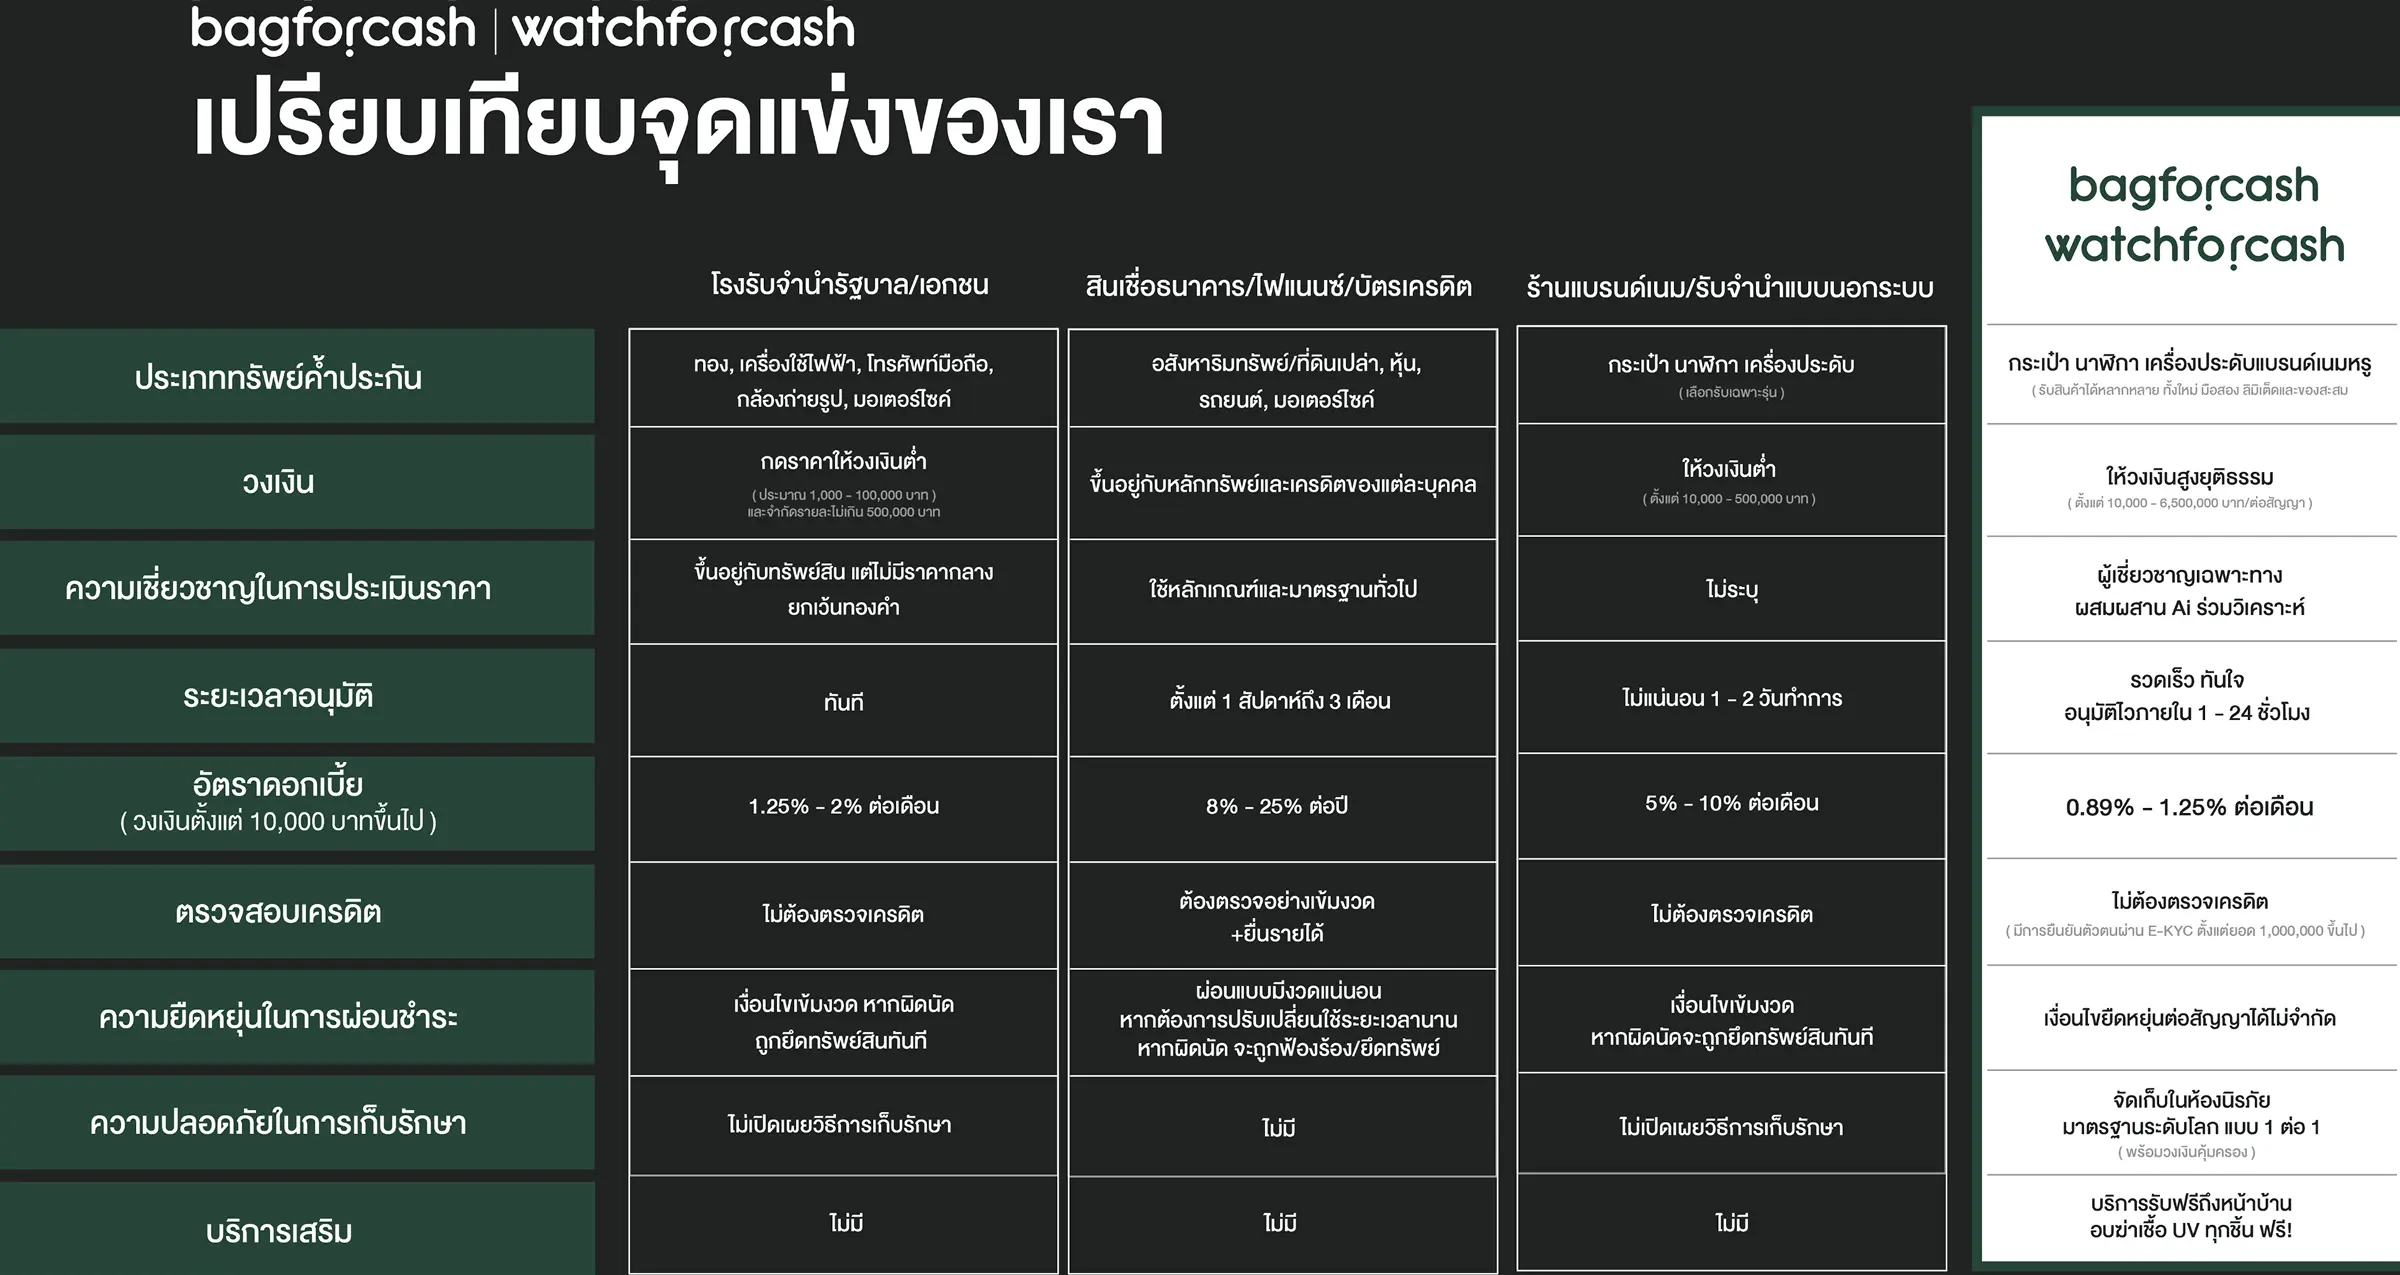 bagforcash | watchforcash
เปรียบเทียบจุดแข่งของเรา
bagforcash
watchforcash
โรงรับจำนำรัฐบาล/เอกชน
สินเชื่อธนาคาร/ไฟแนนซ์/บัตรเครดิต
ร้านแบรนด์เนม/รับจำนำแบบนอกระบบ
ประเภททรัพย์ค้ำประกัน
ทอง, เครื่องใช้ไฟฟ้า, โทรศัพท์มือถือ,
กล้องถ่ายรูป, มอเตอร์ไซค์
อสังหาริมทรัพย์/ที่ดินเปล่า, หุ้น,
รถยนต์, มอเตอร์ไซค์
กระเป๋า นาฬิกา เครื่องประดับ
( เลือกรับเฉพาะรุ่น )
กระเป๋า นาฬิกา เครื่องประดับแบรนด์เนมหรู
( รับสินค้าได้หลากหลาย ทั้งใหม่ มือสอง ลิมิเต็ดและของสะสม
วงเงิน
กดราคาให้วงเงินต่ำ
( ประมาณ 1,000 - 100,000 บาท )
และจำกัดรายละไม่เกิน 500,000 บาท
ขึ้นอยู่กับหลักทรัพย์และเครดิตของแต่ละบุคคล
ให้วงเงินต่ำ
( ตั้งแต่ 10,000 - 500,000 บาท )
ให้วงเงินสูงยุติธรรม
( ตั้งแต่ 10,000 - 6,500,000 บาท/ต่อสัญญา )
ความเชี่ยวชาญในการประเมินราคา
ขึ้นอยู่กับทรัพย์สิน แต่ไม่มีราคากลาง
ยกเว้นทองคำ
ใช้หลักเกณฑ์และมาตรฐานทั่วไป
ไม่ระบุ
ผู้เชี่ยวชาญเฉพาะทาง
ผสมผสาน Ai ร่วมวิเคราะห์
ระยะเวลาอนุมัติ
ทันที
ตั้งแต่ 1 สัปดาห์ถึง 3 เดือน
ไม่แน่นอน 1 - 2 วันทำการ
รวดเร็ว ทันใจ
อนุมัติไวภายใน 1 - 24 ชั่วโมง
อัตราดอกเบี้ย
( วงเงินตั้งแต่ 10,000 บาทขึ้นไป )
1.25% - 2% ต่อเดือน
8% - 25% ต่อปี
5% - 10% ต่อเดือน
0.89% - 1.25% ต่อเดือน
ตรวจสอบเครดิต
ไม่ต้องตรวจเครดิต
ต้องตรวจอย่างเข้มงวด
+ยื่นรายได้
ไม่ต้องตรวจเครดิต
ไม่ต้องตรวจเครดิต
( มีการยืนยันตัวตนผ่าน E-KYC ตั้งแต่ยอด 1,000,000 ขึ้นไป )
ความยืดหยุ่นในการผ่อนชำระ
เงื่อนไขเข้มงวด หากผิดนัด
ถูกยึดทรัพย์สินทันที
ผ่อนแบบมีงวดแน่นอน
หากต้องการปรับเปลี่ยนใช้ระยะเวลานาน
หากผิดนัด จะถูกฟ้องร้อง/ยึดทรัพย์
เงื่อนไขเข้มงวด
หากผิดนัดจะถูกยึดทรัพย์สินทันที
เงื่อนไขยืดหยุ่นต่อสัญญาได้ไม่จำกัด
ความปลอดภัยในการเก็บรักษา
ไม่เปิดเผยวิธีการเก็บรักษา
ไม่มี
ไม่เปิดเผยวิธีการเก็บรักษา
จัดเก็บในห้องนิรภัย
มาตรฐานระดับโลก แบบ 1 ต่อ 1
( พร้อมวงเงินคุ้มครอง )
บริการเสริม
ไม่มี
ไม่มี
ไม่มี
บริการรับฟรีถึงหน้าบ้าน
อบฆ่าเชื้อ UV ทุกชิ้น ฟรี!